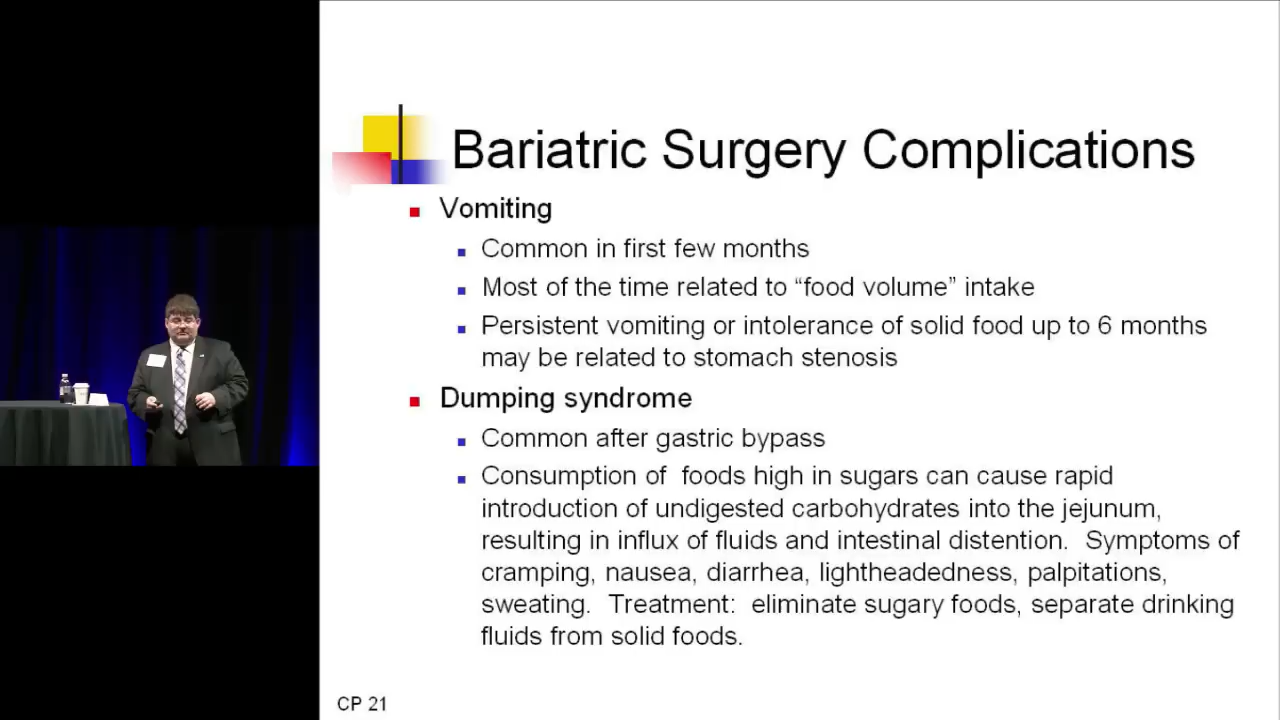 Bariatric Surgery Complications
Vomiting
Common in first few months
Most of the time related to “food volume” intake
Persistent vomiting or intolerance of solid food up to 6 months
may be related to stomach stenosis
Dumping syndrome
Common after gastric bypass
Consumption of  foods high in sugars can cause rapid
introduction of undigested carbohydrates into the jejunum,
resulting in influx of fluids and intestinal distention.  Symptoms of
cramping, nausea, diarrhea, lightheadedness, palpitations,
sweating.  Treatment:  eliminate sugary foods, separate drinking
fluids from solid foods.
CP 21